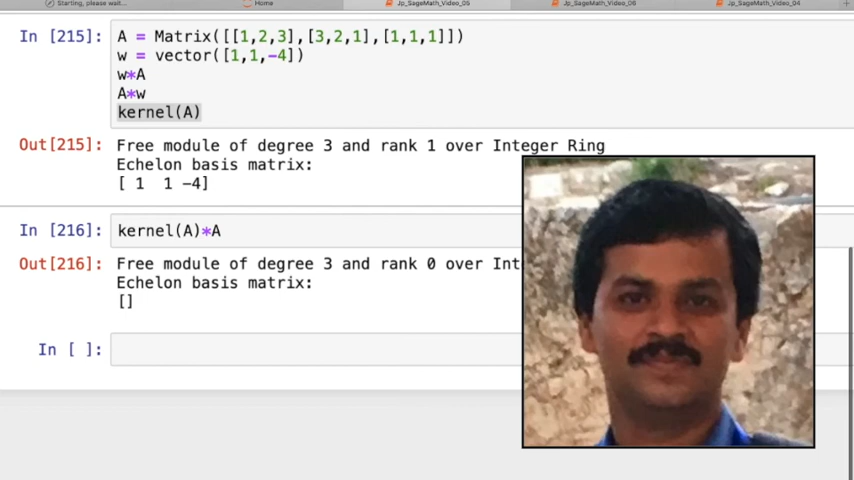 Starting, please wait...
Home
Jp_SageMath_Video_05
Jp_SageMath_Video_06
Jp_SageMath_Video_04
In [215]:
A = Matrix([[1,2,3],[3,2,1],[1,1,1]])
w = vector([1,1,-4])
w*A
A*w
kernel(A)
Out[215]:
Free module of degree 3 and rank 1 over Integer Ring
Echelon basis matrix:
[ 1 1 -4]
In [216]:
kernel(A)*A
Out[216]:
Free module of degree 3 and rank 0 over Int
Echelon basis matrix:
[]
In [ ]: